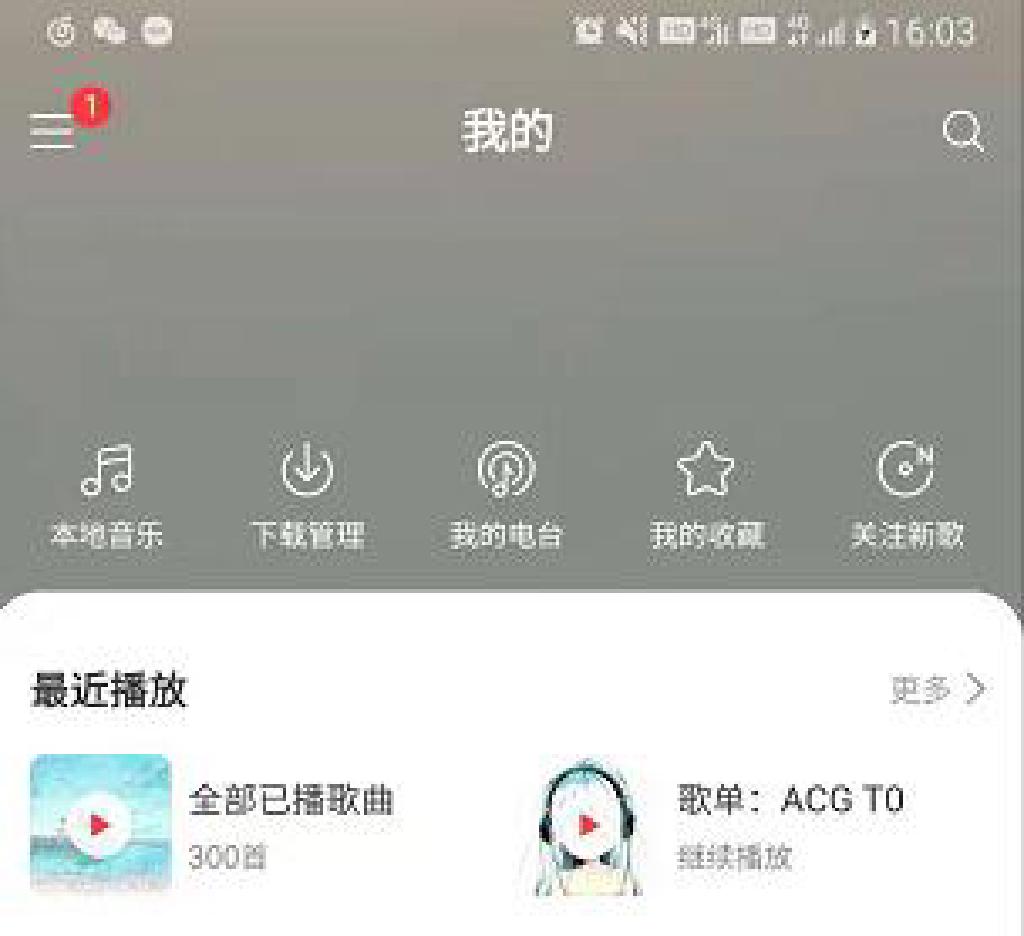 16:03
1
我的
本地音乐 下载管理 我的电台 我的收藏 关注新歌
最近播放 更多
全部已播歌曲 歌单：ACG T0
300首 继续播放